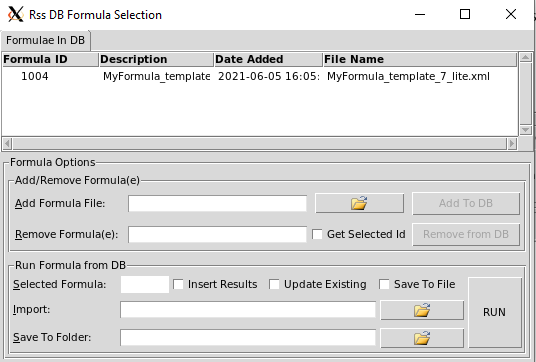 Rss DB Formula Selection
Formulae In DB
Formula ID Description Date Added File Name
1004 MyFormula_template 2021-06-05 16:05: MyFormula_template_7_lite.xml
Formula Options
Add/Remove Formula(e)
Add Formula File: Add To DB
Remove Formula(e): Get Selected Id Remove from DB
Run Formula from DB
Selected Formula: Insert Results Update Existing Save To File
Import: RUN
Save To Folder: